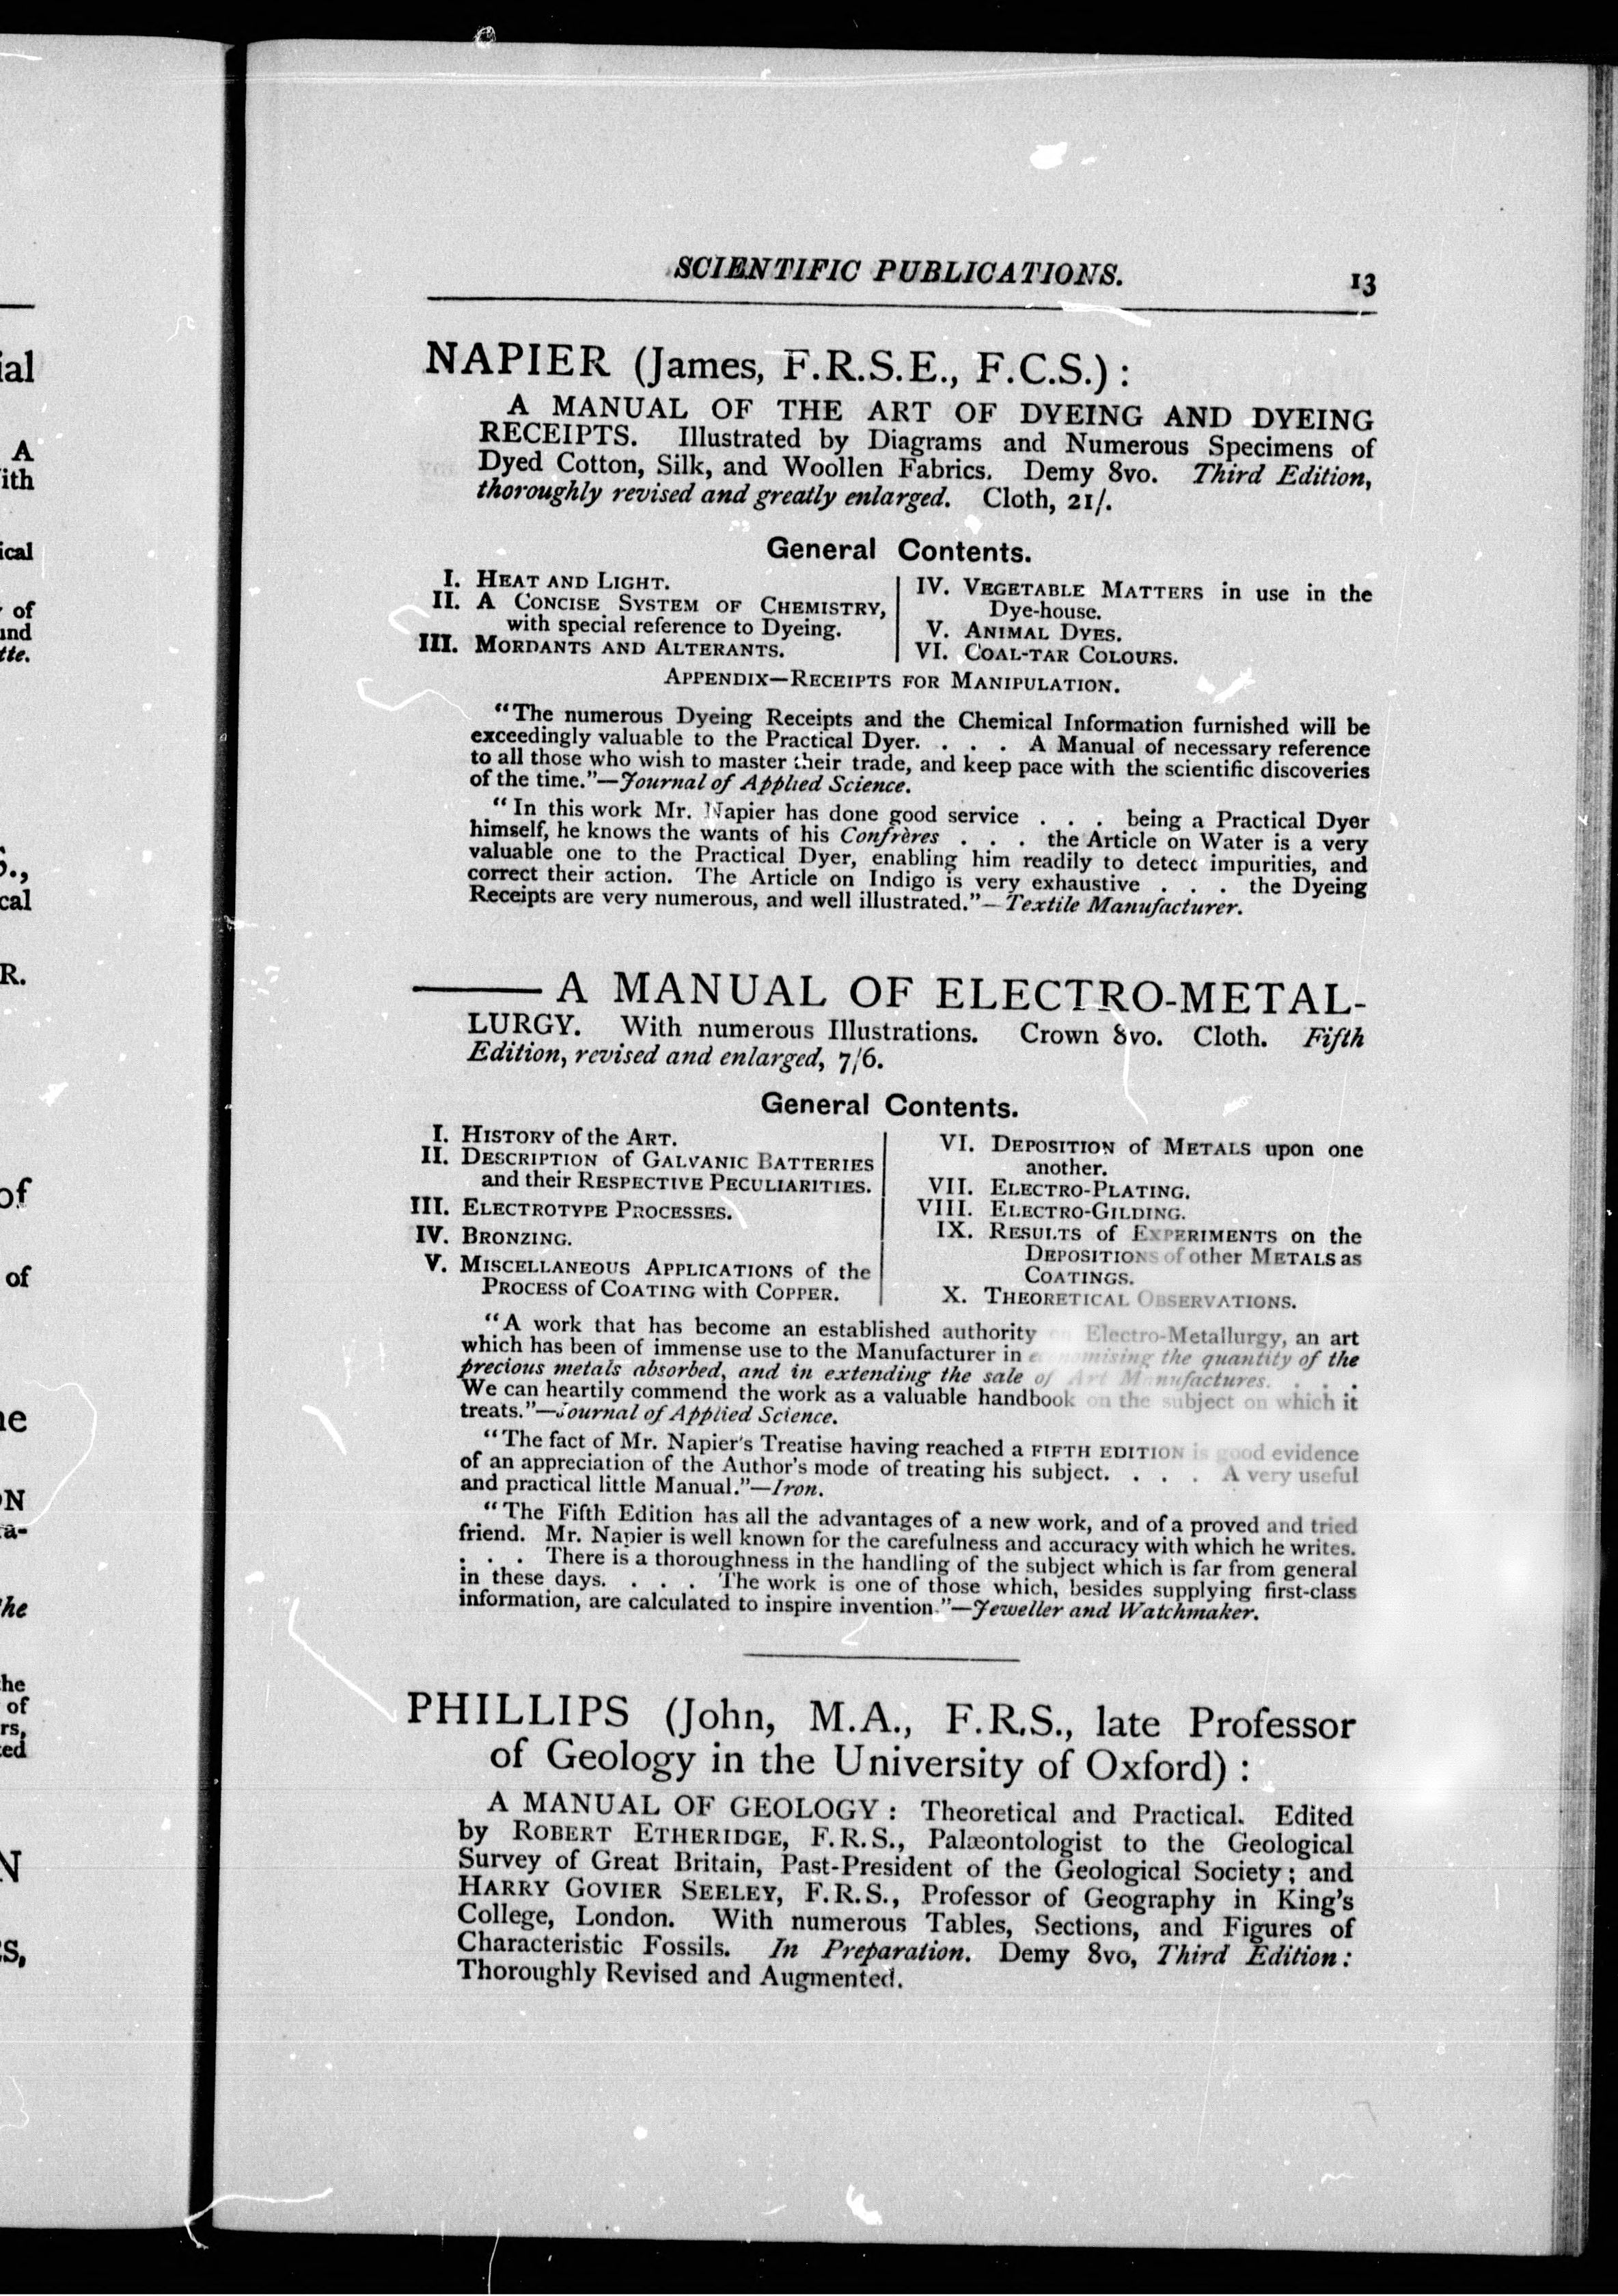 SCIENTIFIC PUBLICATIONS. 13
NAPIER (James, F.R.S.E., F.C.S.) :
A MANUAL OF THE ART OF DYEING AND DYEING
RECEIPTS. Illustrated by Diagrams and Numerous Specimens of
Dyed Cotton, Silk, and Woollen Fabrics. Demy 8vo. Third Edition,
thoroughly revised and greatly enlarged. Cloth, 21/.
General Contents.
I. HEAT AND LIGHT.
II. A CONCISE SYSTEM OF CHEMISTRY,
with special reference to Dyeing.
III. MORDANTS AND ALTERANTS.
IV. VEGETABLE MATTERS in use in the
Dye-house.
V. ANIMAL DYES.
VI. COAL-TAR COLOURS.
APPENDIX—RECEIPTS FOR MANIPULATION.
"The numerous Dyeing Receipts and the Chemical Information furnished will be
exceedingly valuable to the Practical Dyer. . . . A Manual of necessary reference
to all those who wish to master their trade, and keep pace with the scientific discoveries
of the time."—Journal of Applied Science.
"In this work Mr. Napier has done good service . . . being a Practical Dyer
himself, he knows the wants of his Confrères . . . the Article on Water is a very
valuable one to the Practical Dyer, enabling him readily to detect impurities, and
correct their action. The Article on Indigo is very exhaustive . . . the Dyeing
Receipts are very numerous, and well illustrated."—Textile Manufacturer.
—— A MANUAL OF ELECTRO-METAL-
LURGY. With numerous Illustrations. Crown 8vo. Cloth. Fifth
Edition, revised and enlarged, 7/6.
General Contents.
I. HISTORY of the ART.
II. DESCRIPTION of GALVANIC BATTERIES
and their RESPECTIVE PECULIARITIES.
III. ELECTROTYPE PROCESSES.
IV. BRONZING.
V. MISCELLANEOUS APPLICATIONS of the
PROCESS of COATING with COPPER.
VI. DEPOSITION of METALS upon one
another.
VII. ELECTRO-PLATING.
VIII. ELECTRO-GILDING.
IX. RESULTS of EXPERIMENTS on the
DEPOSITIONS of other METALS as
COATINGS.
X. THEORETICAL OBSERVATIONS.
"A work that has become an established authority on Electro-Metallurgy, an art
which has been of immense use to the Manufacturer in economising the quantity of the
precious metals absorbed, and in extending the sale of Art Manufactures. . . .
We can heartily commend the work as a valuable handbook on the subject on which it
treats."—Journal of Applied Science.
"The fact of Mr. Napier's Treatise having reached a FIFTH EDITION is good evidence
of an appreciation of the Author's mode of treating his subject. . . . A very useful
and practical little Manual."—Iron.
"The Fifth Edition has all the advantages of a new work, and of a proved and tried
friend. Mr. Napier is well known for the carefulness and accuracy with which he writes.
. . . There is a thoroughness in the handling of the subject which is far from general
in these days. . . . The work is one of those which, besides supplying first-class
information, are calculated to inspire invention."—Jeweller and Watchmaker.
PHILLIPS (John, M.A., F.R.S., late Professor
of Geology in the University of Oxford) :
A MANUAL OF GEOLOGY : Theoretical and Practical. Edited
by ROBERT ETHERIDGE, F.R.S., Palæontologist to the Geological
Survey of Great Britain, Past-President of the Geological Society; and
HARRY GOVIER SEELEY, F.R.S., Professor of Geography in King's
College, London. With numerous Tables, Sections, and Figures of
Characteristic Fossils. In Preparation. Demy 8vo, Third Edition:
Thoroughly Revised and Augmented.